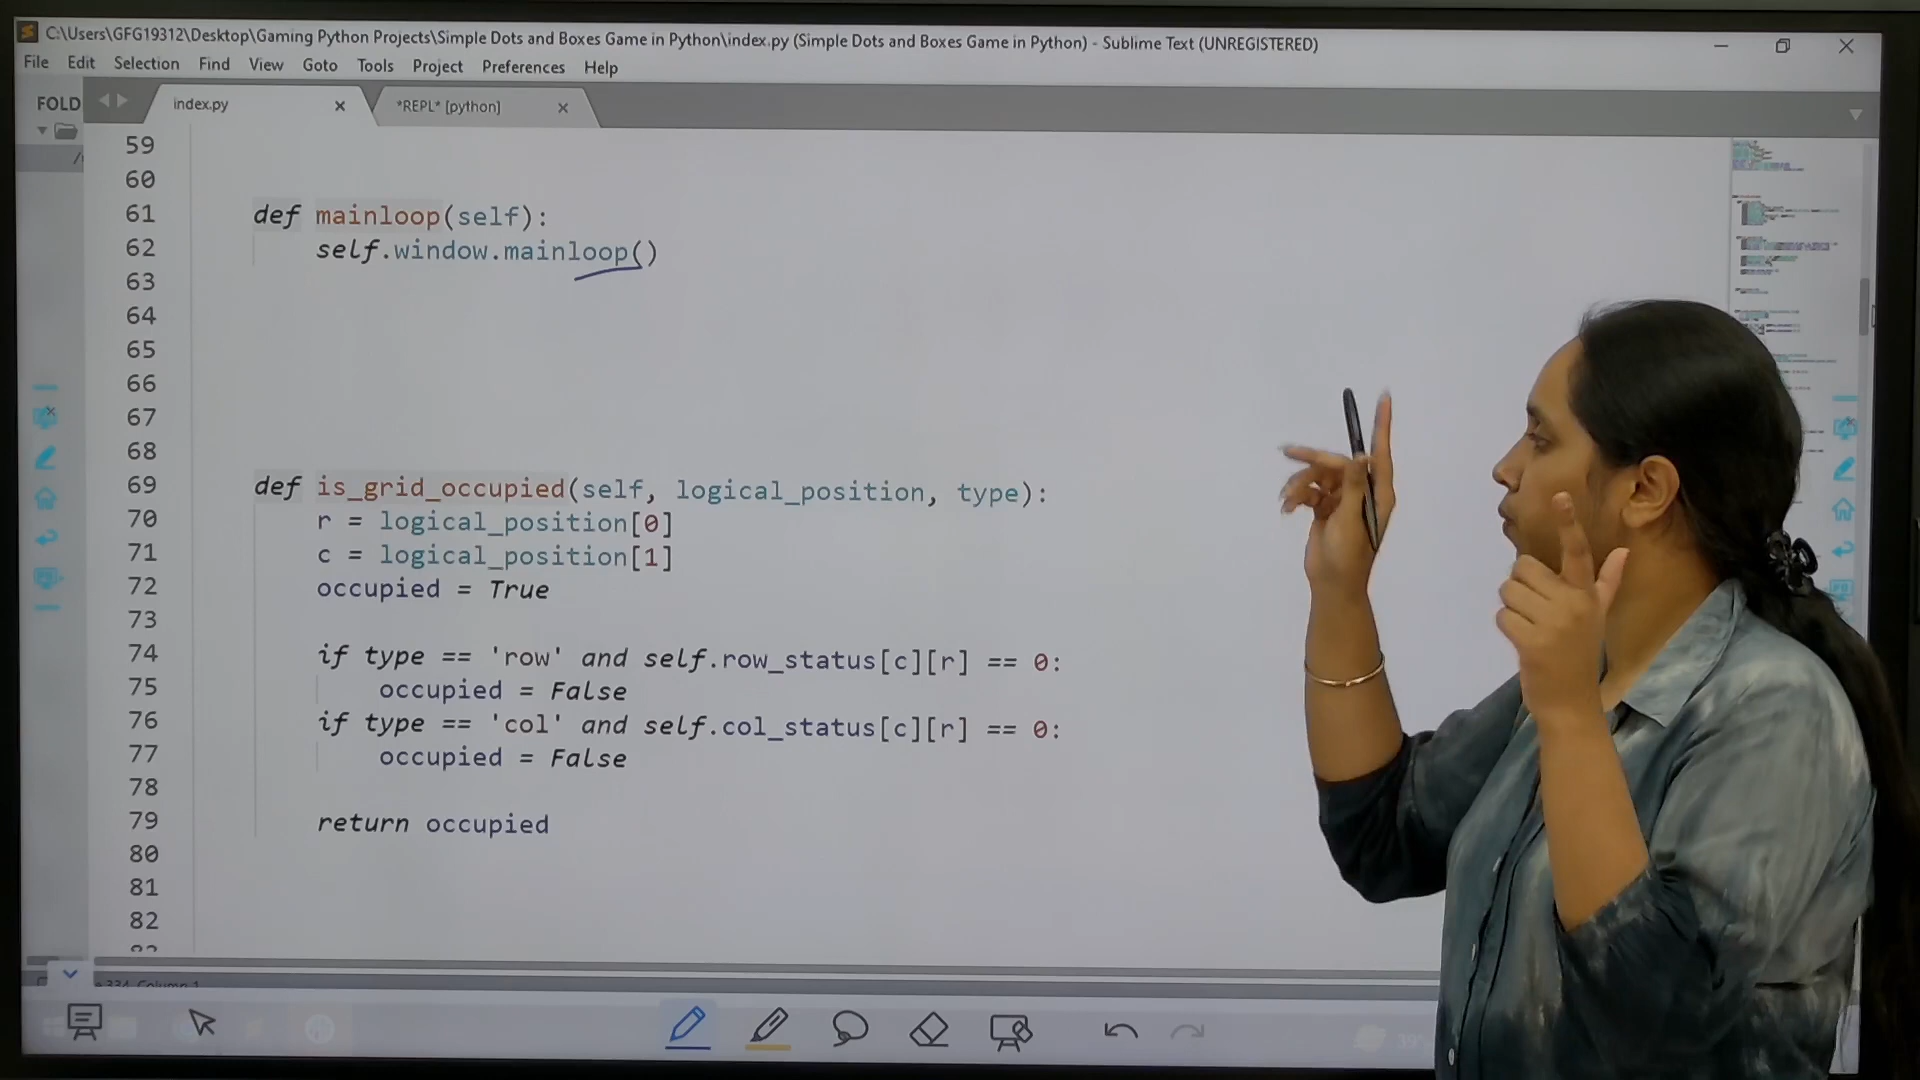 C:\Users\GFG19312\Desktop\Gaming Python Projects\Simple Dots and Boxes Game in Python\index.py (Simple Dots and Boxes Game in Python) - Sublime Text (UNREGISTERED)
File Edit Selection Find View Goto Tools Project Preferences Help
FOLD
index.py *REPL* [python]
59
60
61 def mainloop(self):
62 self.window.mainloop()
63
64
65
66
67
68
69 def is_grid_occupied(self, logical_position, type):
70 r = logical_position[0]
71 c = logical_position[1]
72 occupied = True
73
74 if type == 'row' and self.row_status[c][r] == 0:
75 occupied = False
76 if type == 'col' and self.col_status[c][r] == 0:
77 occupied = False
78
79 return occupied
80
81
82